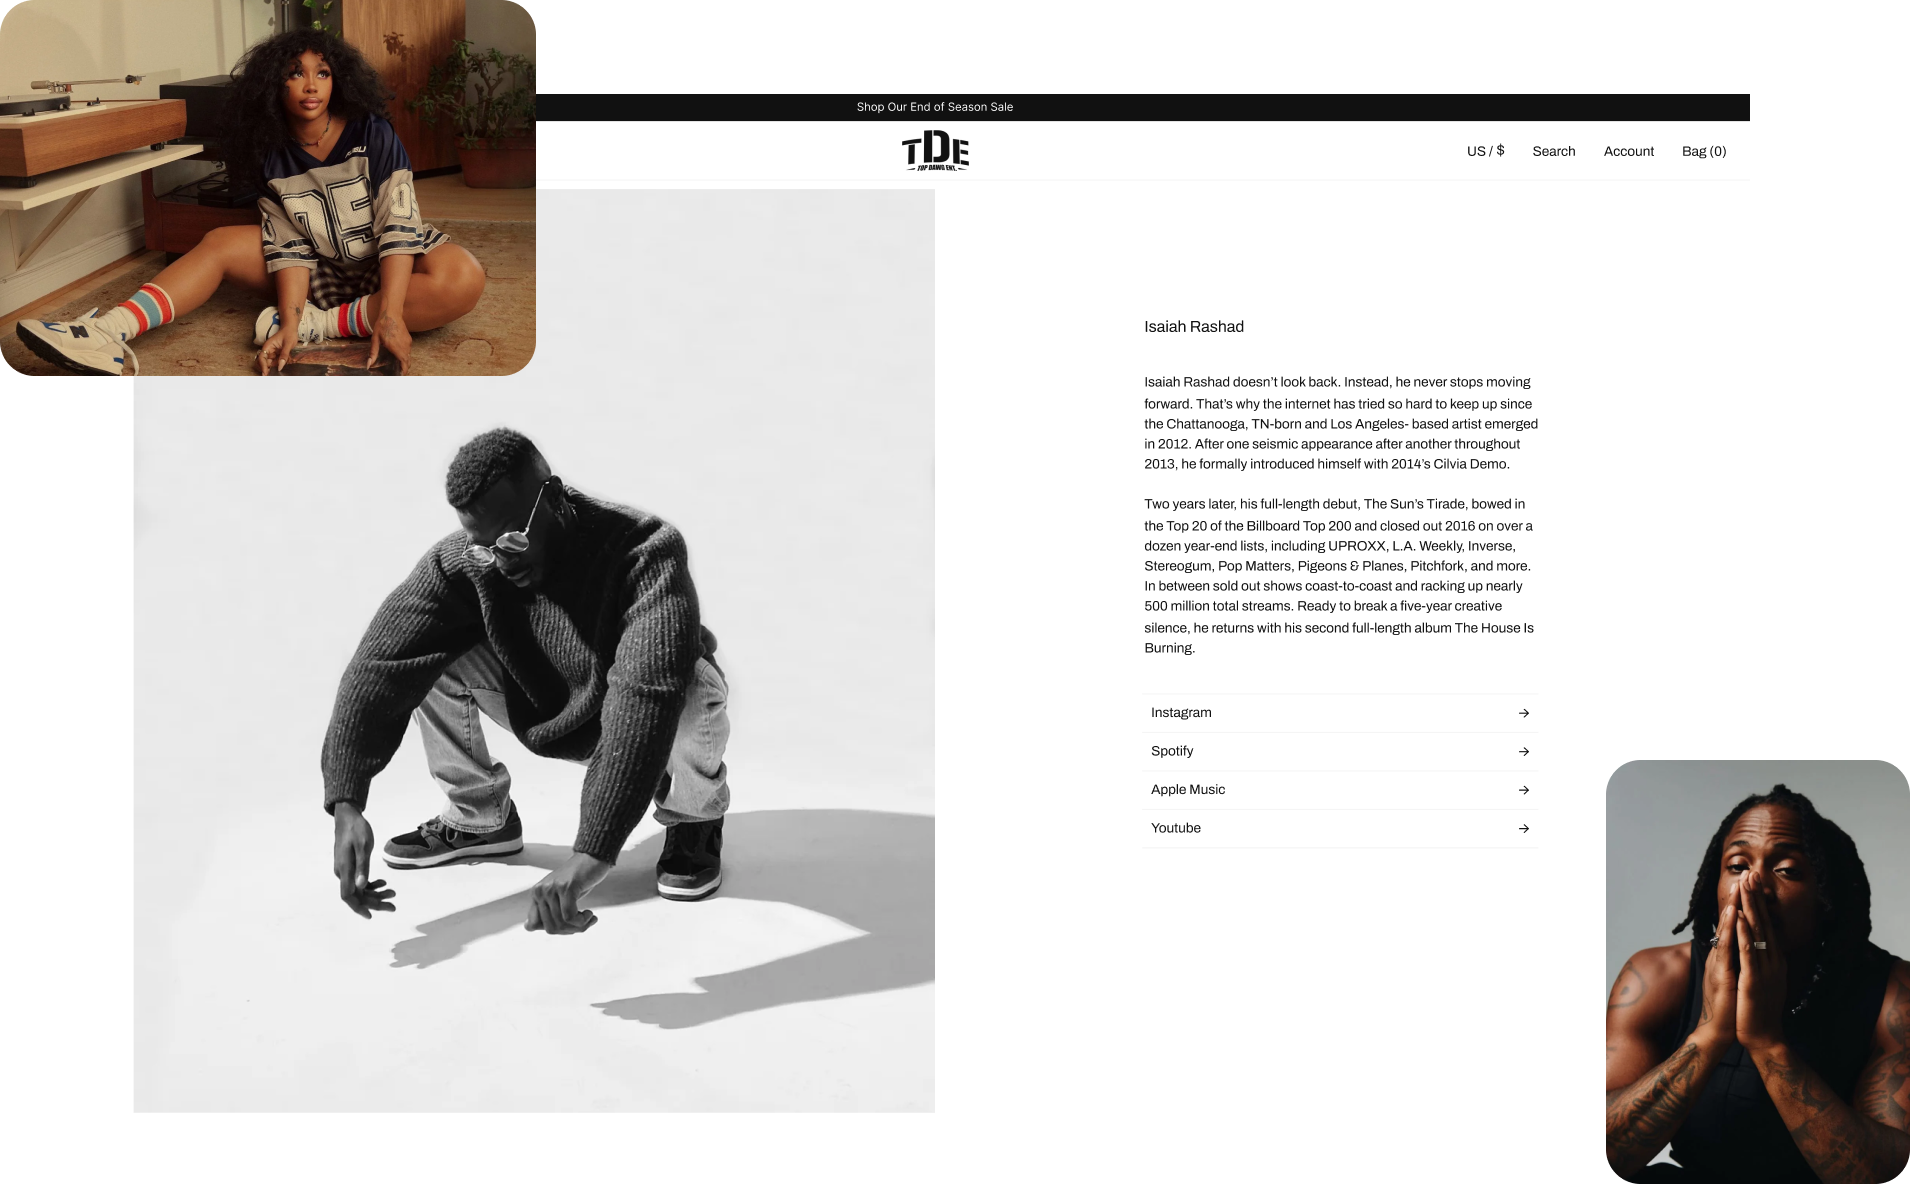 Shop Our End of Season Sale
TDE
TOP DAWG ENT.
US / $ Search Account Bag (0)
05
N
Isaiah Rashad
Isaiah Rashad doesn’t look back. Instead, he never stops moving
forward. That’s why the internet has tried so hard to keep up since
the Chattanooga, TN-born and Los Angeles- based artist emerged
in 2012. After one seismic appearance after another throughout
2013, he formally introduced himself with 2014’s Cilvia Demo.
Two years later, his full-length debut, The Sun’s Tirade, bowed in
the Top 20 of the Billboard Top 200 and closed out 2016 on over a
dozen year-end lists, including UPROXX, L.A. Weekly, Inverse,
Stereogum, Pop Matters, Pigeons & Planes, Pitchfork, and more.
In between sold out shows coast-to-coast and racking up nearly
500 million total streams. Ready to break a five-year creative
silence, he returns with his second full-length album The House Is
Burning.
Instagram
Spotify
Apple Music
Youtube